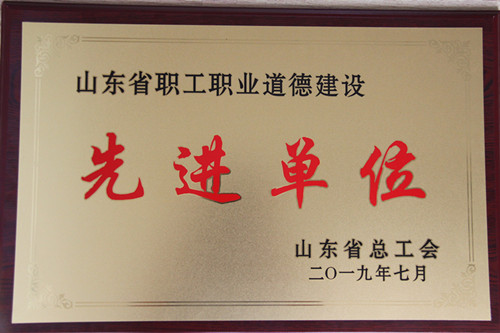 山东省职工职业道德建设
先进单位
山东省总工会
二〇一九年七月